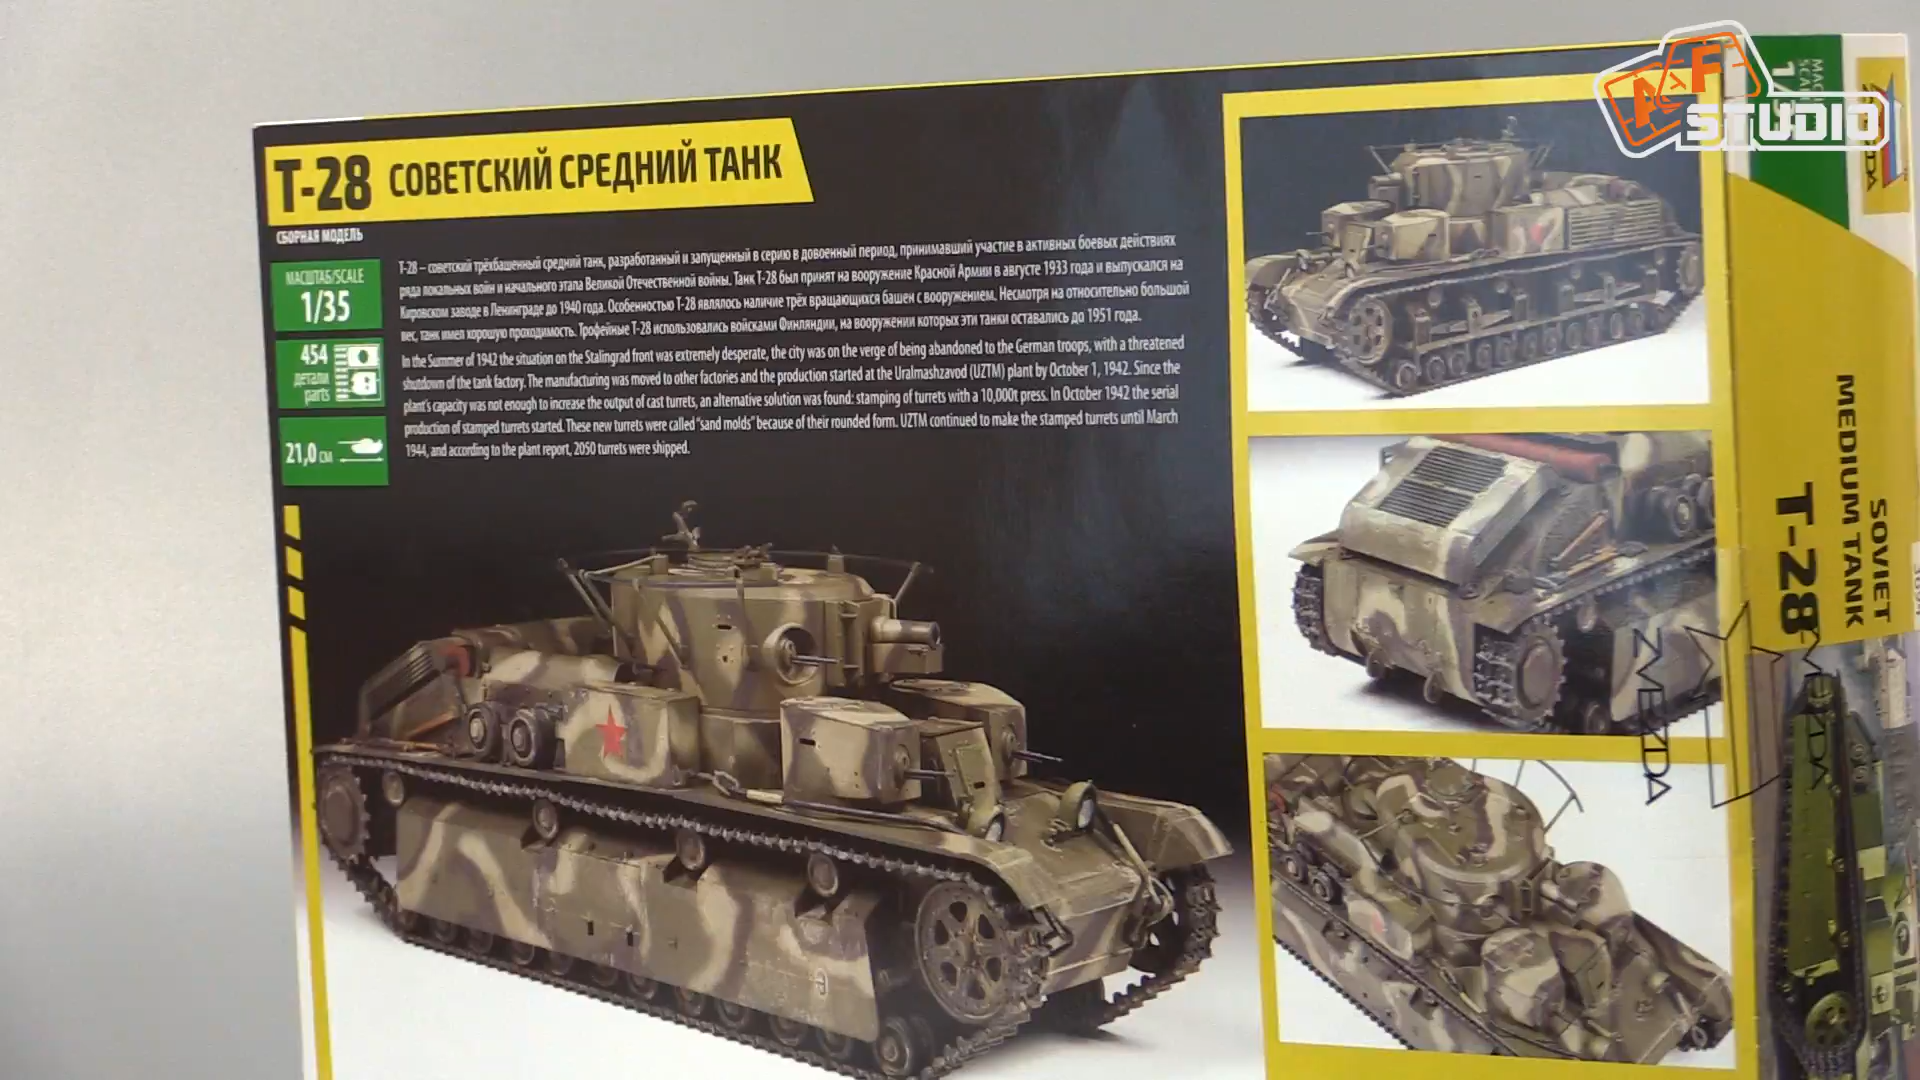 AFSTUDIO
Т-28 СОВЕТСКИЙ СРЕДНИЙ ТАНК
СБОРНАЯ МОДЕЛЬ
МАСШТАБ/SCALE
1/35
454
детали
parts
21,0 см
Т-28 – советский трёхбашенный средний танк, разработанный и запущенный в серию в довоенный период, принимавший участие в активных боевых действиях
ряда локальных войн и начального этапа Великой Отечественной войны. Танк Т-28 был принят на вооружение Красной Армии в августе 1933 года и выпускался на
Кировском заводе в Ленинграде до 1940 года. Особенностью Т-28 являлось наличие трёх вращающихся башен с вооружением. Несмотря на относительно большой
вес, танк имел хорошую проходимость. Трофейные Т-28 использовались войсками Финляндии, на вооружении которых эти танки оставались до 1951 года.
In the Summer of 1942 the situation on the Stalingrad front was extremely desperate, the city was on the verge of being abandoned to the German troops, with a threatened
shutdown of the tank factory. The manufacturing was moved to other factories and the production started at the Uralmashzavod (UZTM) plant by October 1, 1942. Since the
plant's capacity was not enough to increase the output of cast turrets, an alternative solution was found: stamping of turrets with a 10,000t press. In October 1942 the serial
production of stamped turrets started. These new turrets were called "sand molds" because of their rounded form. UZTM continued to make the stamped turrets until March
1944, and according to the plant report, 2050 turrets were shipped.
SOVIET
MEDIUM TANK
T-28
ZVEZDA